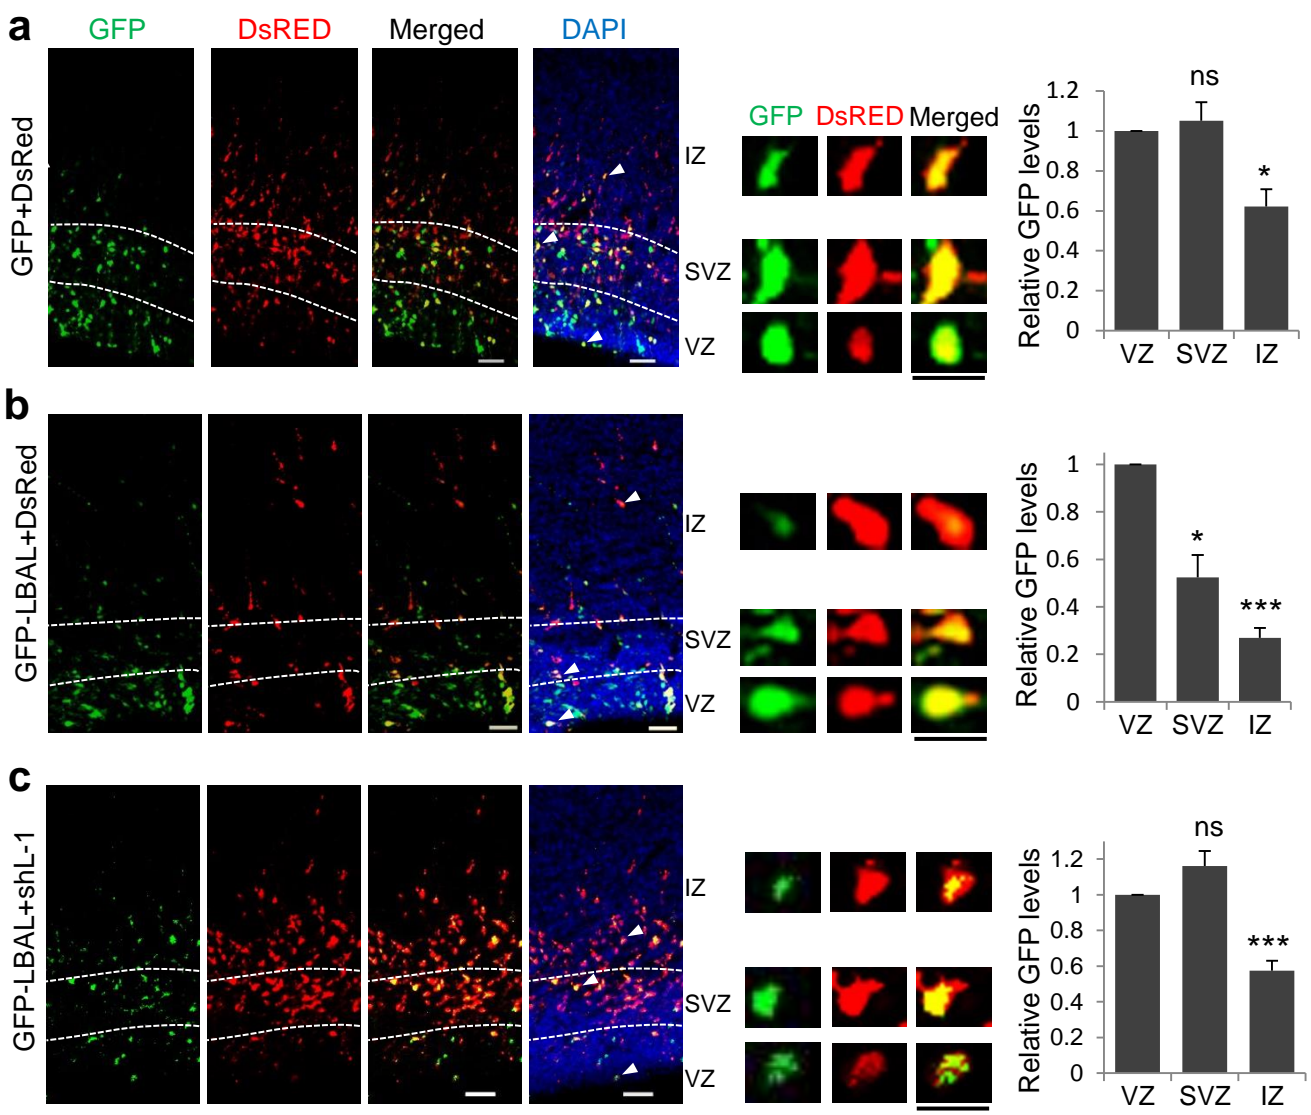 a
GFP DsRED Merged DAPI
GFP+DsRed
IZ
SVZ
VZ
GFP DsRED Merged
Relative GFP levels
1.2
1
0.8
0.6
0.4
0.2
0
ns
*
VZ SVZ IZ
b
GFP-LBAL+DsRed
IZ
SVZ
VZ
Relative GFP levels
1
0.8
0.6
0.4
0.2
0
*
***
VZ SVZ IZ
c
GFP-LBAL+shL-1
IZ
SVZ
VZ
Relative GFP levels
1.2
1
0.8
0.6
0.4
0.2
0
ns
***
VZ SVZ IZ